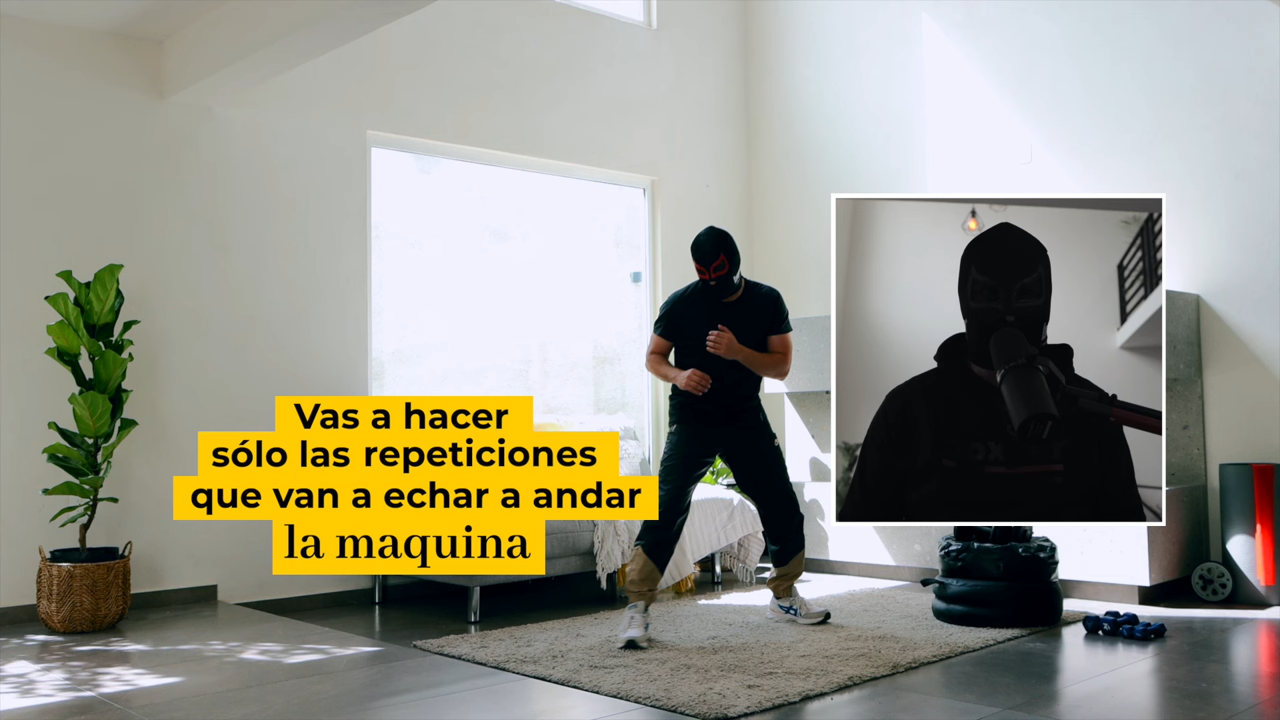 Vas a hacer
sólo las repeticiones
que van a echar a andar
la maquina